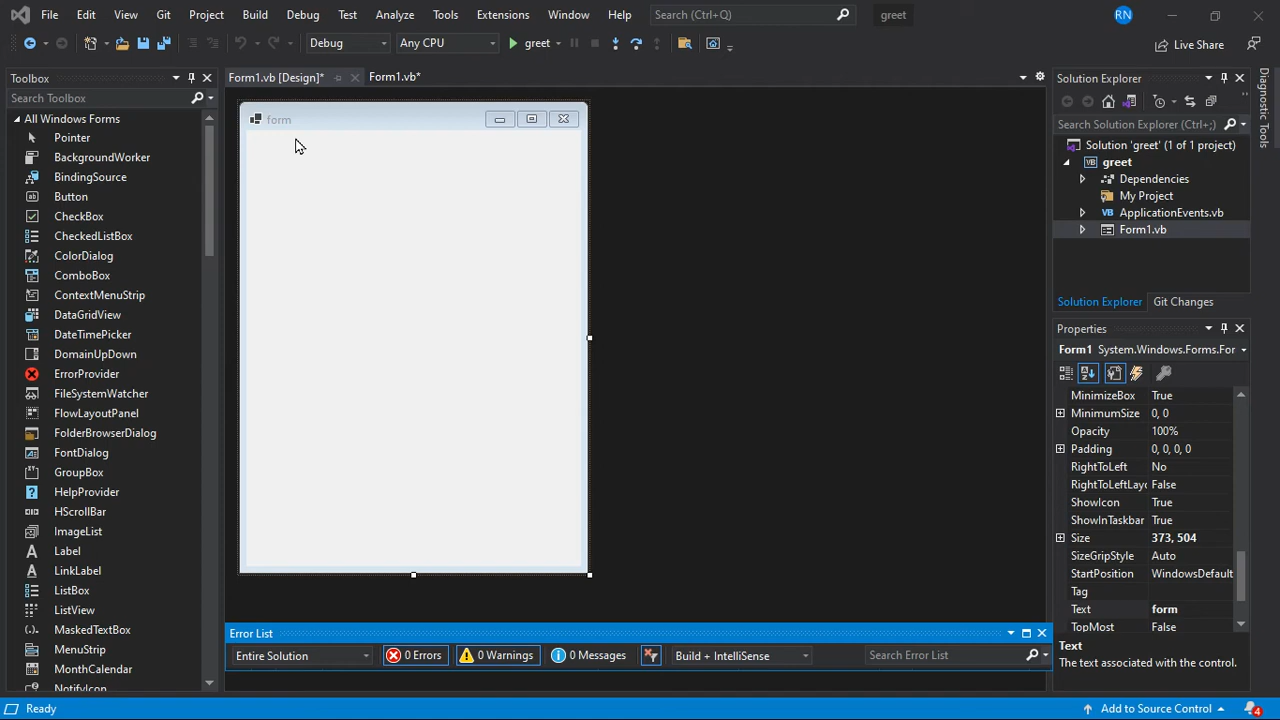 File Edit View Git Project Build Debug Test Analyze Tools Extensions Window Help Search (Ctrl+Q) greet RN
Debug Any CPU greet Live Share
Toolbox
Search Toolbox
All Windows Forms
Pointer
BackgroundWorker
BindingSource
Button
CheckBox
CheckedListBox
ColorDialog
ComboBox
ContextMenuStrip
DataGridView
DateTimePicker
DomainUpDown
ErrorProvider
FileSystemWatcher
FlowLayoutPanel
FolderBrowserDialog
FontDialog
GroupBox
HelpProvider
HScrollBar
ImageList
Label
LinkLabel
ListBox
ListView
MaskedTextBox
MenuStrip
MonthCalendar
NotifyIcon
Form1.vb [Design]* Form1.vb*
form
Error List
Entire Solution 0 Errors 0 Warnings 0 Messages Build + IntelliSense Search Error List
Solution Explorer
Search Solution Explorer (Ctrl+;)
Solution 'greet' (1 of 1 project)
VB greet
Dependencies
My Project
VB ApplicationEvents.vb
Form1.vb
Solution Explorer Git Changes
Properties
Form1 System.Windows.Forms.For
MinimizeBox True
MinimumSize 0, 0
Opacity 100%
Padding 0, 0, 0, 0
RightToLeft No
RightToLeftLayc False
ShowIcon True
ShowInTaskbar True
Size 373, 504
SizeGripStyle Auto
StartPosition WindowsDefault
Tag
Text form
TopMost False
Text
The text associated with the control.
Diagnostic Tools
Ready Add to Source Control 4